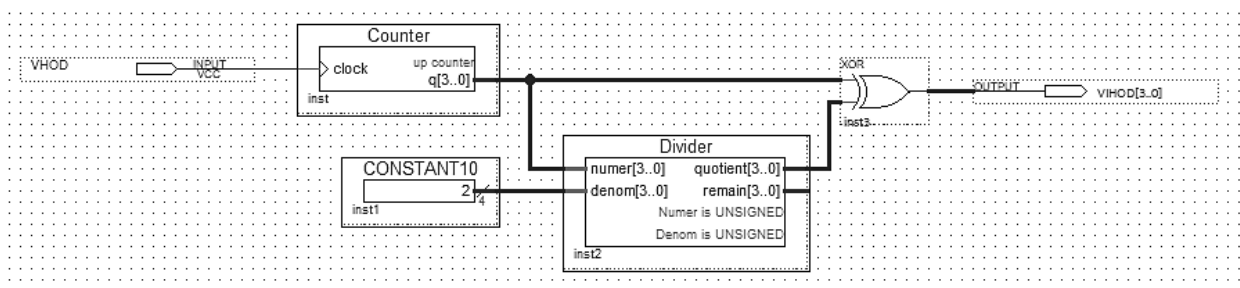 Counter
VHOD
INPUT
VCC
clock
up counter
q[3..0]
inst
XOR
inst3
OUTPUT
VIHOD[3..0]
CONSTANT10
2
4
inst1
Divider
numer[3..0]
quotient[3..0]
denom[3..0]
remain[3..0]
Numer is UNSIGNED
Denom is UNSIGNED
inst2